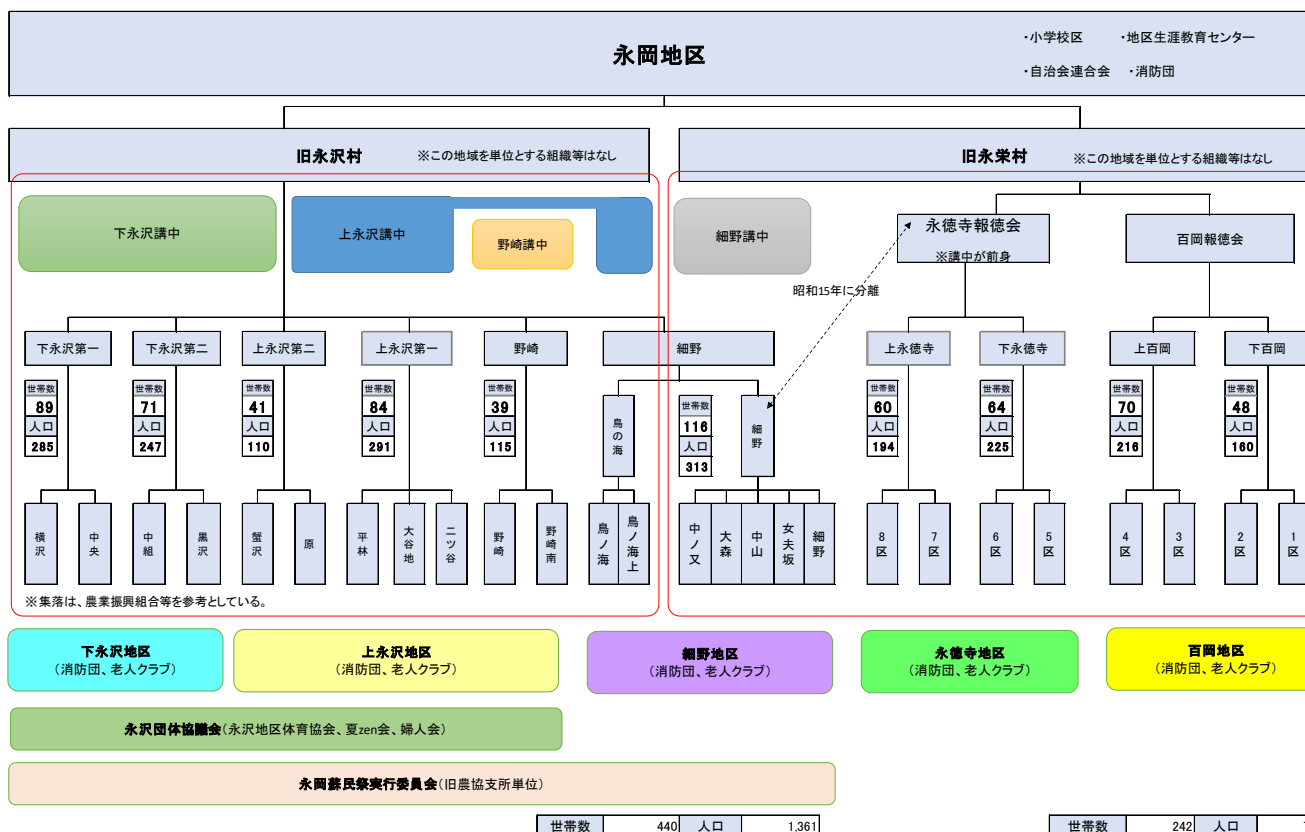 永岡地区
・小学校区 ・地区生涯教育センター
・自治会連合会 ・消防団
旧永沢村 ※この地域を単位とする組織等はなし
旧永栄村 ※この地域を単位とする組織等はなし
下永沢講中
上永沢講中
野崎講中
細野講中
永徳寺報徳会
※講中が前身
百岡報徳会
昭和15年に分離
下永沢第一
下永沢第二
上永沢第二
上永沢第一
野崎
細野
上永徳寺
下永徳寺
上百岡
下百岡
世帯数
89
人口
285
世帯数
71
人口
247
世帯数
41
人口
110
世帯数
84
人口
291
世帯数
39
人口
115
鳥の海
世帯数
116
人口
313
細野
世帯数
60
人口
194
世帯数
64
人口
225
世帯数
70
人口
216
世帯数
48
人口
160
横沢
中央
中組
黒沢
蟹沢
原
平林
大谷地
二ツ谷
野崎
野崎南
鳥ノ海
鳥ノ海上
中ノ又
大森
中山
女夫坂
細野
8区
7区
6区
5区
4区
3区
2区
1区
※集落は、農業振興組合等を参考としている。
下永沢地区
(消防団、老人クラブ)
上永沢地区
(消防団、老人クラブ)
細野地区
(消防団、老人クラブ)
永徳寺地区
(消防団、老人クラブ)
百岡地区
(消防団、老人クラブ)
永沢団体協議会(永沢地区体育協会、夏zen会、婦人会)
永岡蘇民祭実行委員会(旧農協支所単位)
世帯数 440 人口 1,361
世帯数 242 人口